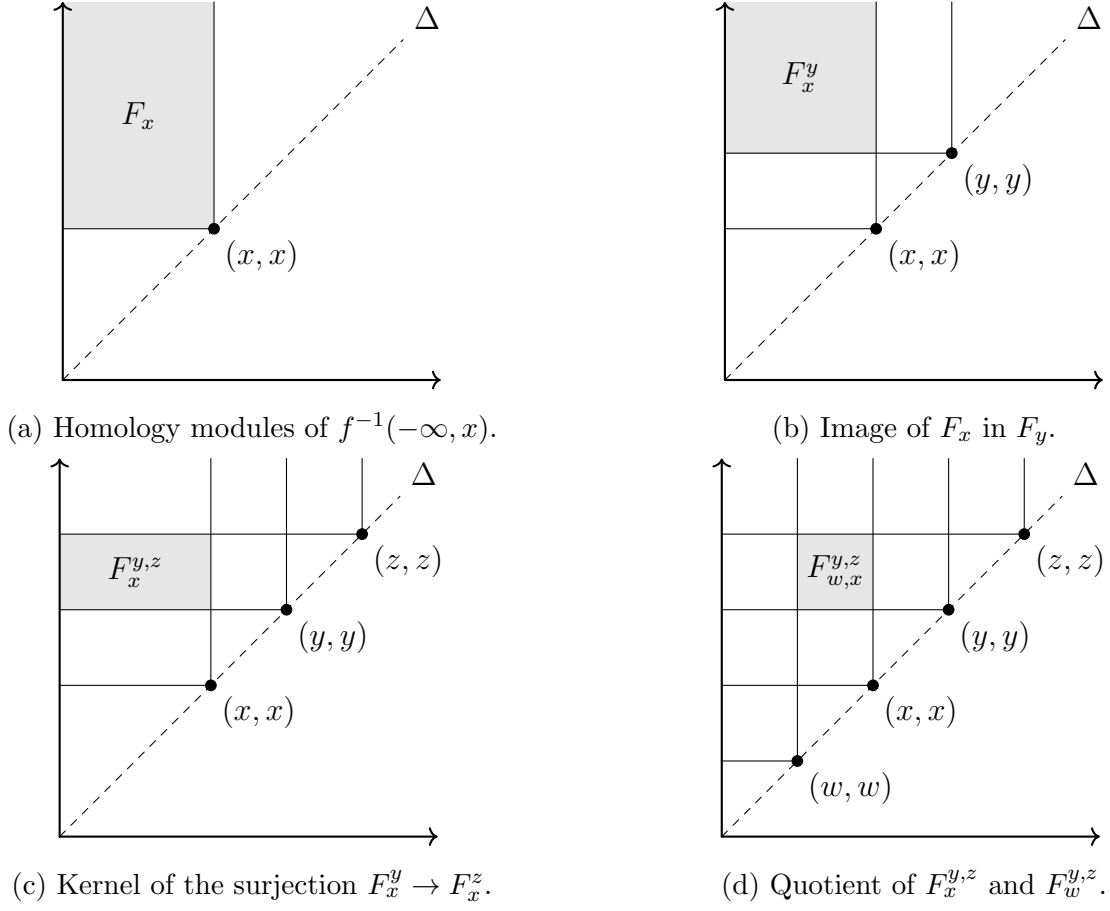 Δ
F_x
(x, x)
(a) Homology modules of f^{-1}(-∞, x).
Δ
F_x^y
(y, y)
(x, x)
(b) Image of F_x in F_y.
Δ
F_x^{y,z}
(z, z)
(y, y)
(x, x)
(c) Kernel of the surjection F_x^y → F_x^z.
Δ
F_{w,x}^{y,z}
(z, z)
(y, y)
(x, x)
(w, w)
(d) Quotient of F_x^{y,z} and F_w^{y,z}.